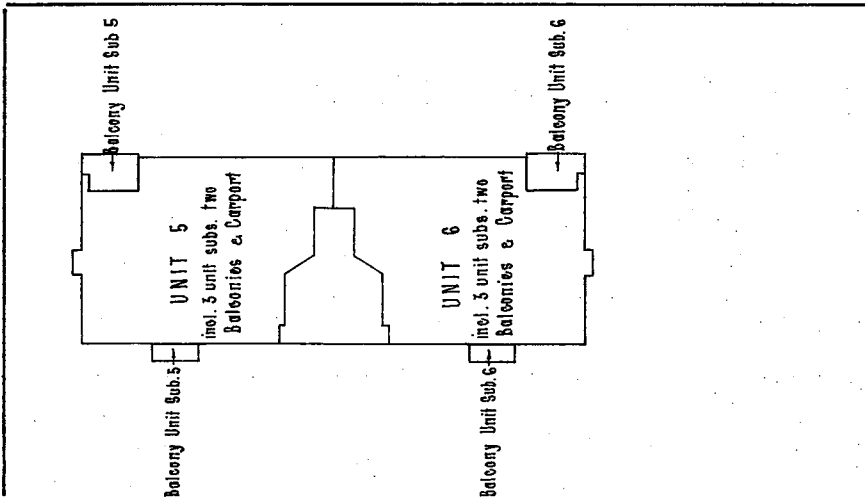 Balcony Unit Sub 5
Balcony Unit Sub. 6
UNIT 5
incl. 3 unit subs. two
Balconies & Carport
UNIT 6
incl. 3 unit subs. two
Balconies & Carport
Balcony Unit Sub. 5
Balcony Unit Sub. 6